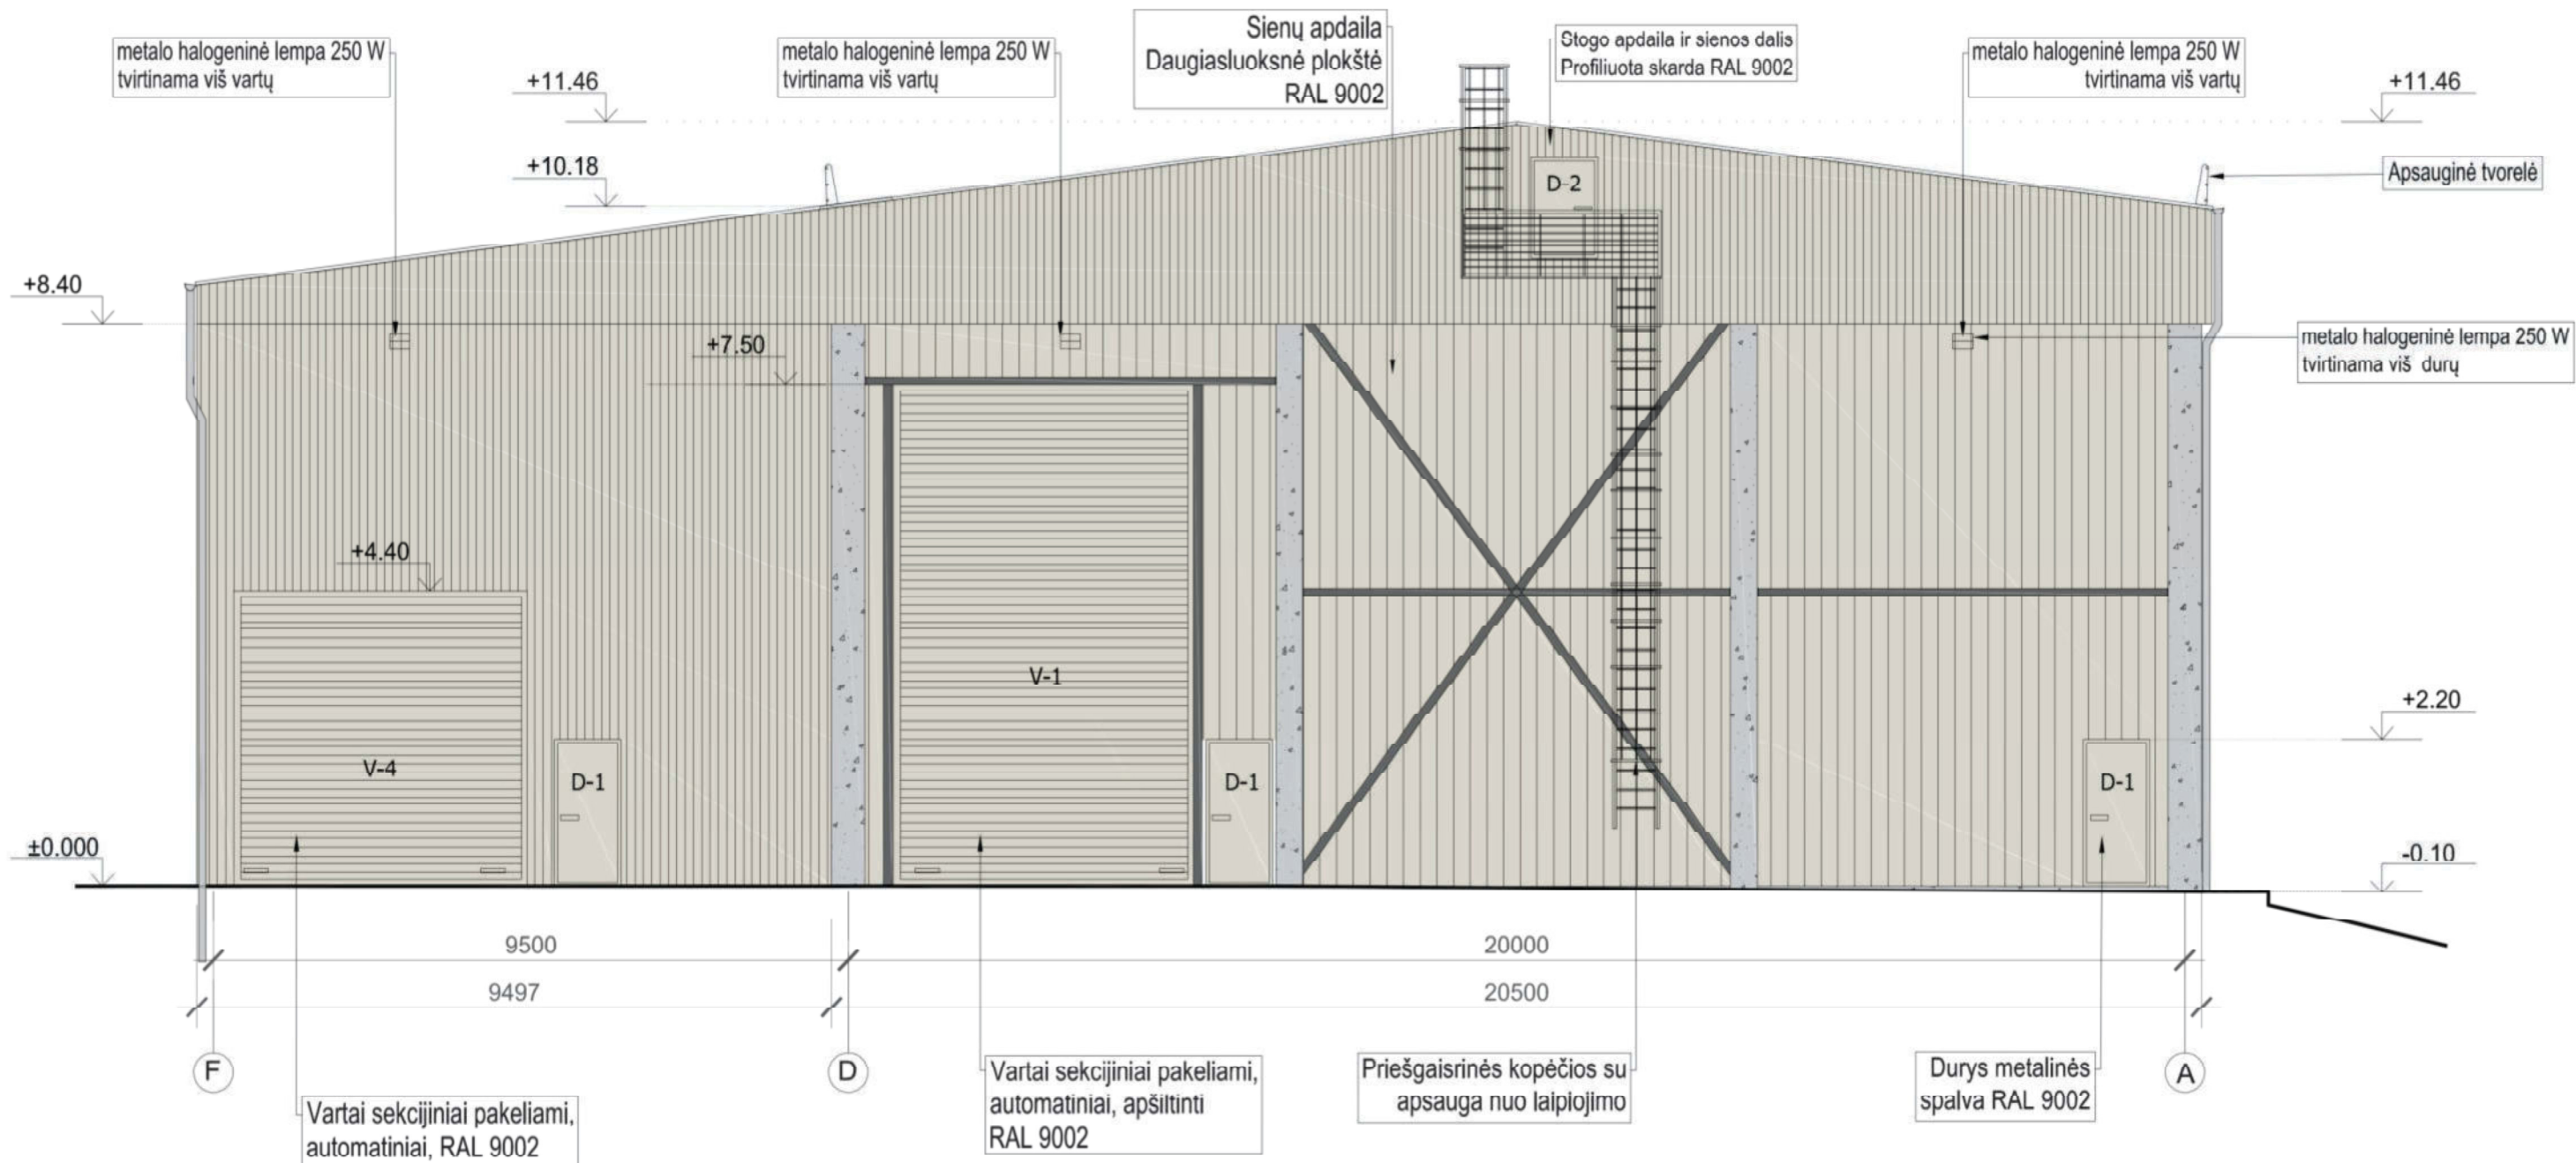 metalo halogeninė lempa 250 W
tvirtinama viš vartų
metalo halogeninė lempa 250 W
tvirtinama viš vartų
Sienų apdaila
Daugiasluoksnė plokštė
RAL 9002
Stogo apdaila ir sienos dalis
Profiliuota skarda RAL 9002
metalo halogeninė lempa 250 W
tvirtinama viš vartų
+11.46
+11.46
+10.18
Apsauginė tvorelė
D-2
+8.40
+7.50
metalo halogeninė lempa 250 W
tvirtinama viš durų
+4.40
V-1
+2.20
V-4
D-1
D-1
D-1
±0.000
-0.10
9500
20000
9497
20500
F
D
A
Vartai sekcijiniai pakeliami,
automatiniai, RAL 9002
Vartai sekcijiniai pakeliami,
automatiniai, apšiltinti
RAL 9002
Priešgaisrinės kopėčios su
apsauga nuo laipiojimo
Durys metalinės
spalva RAL 9002